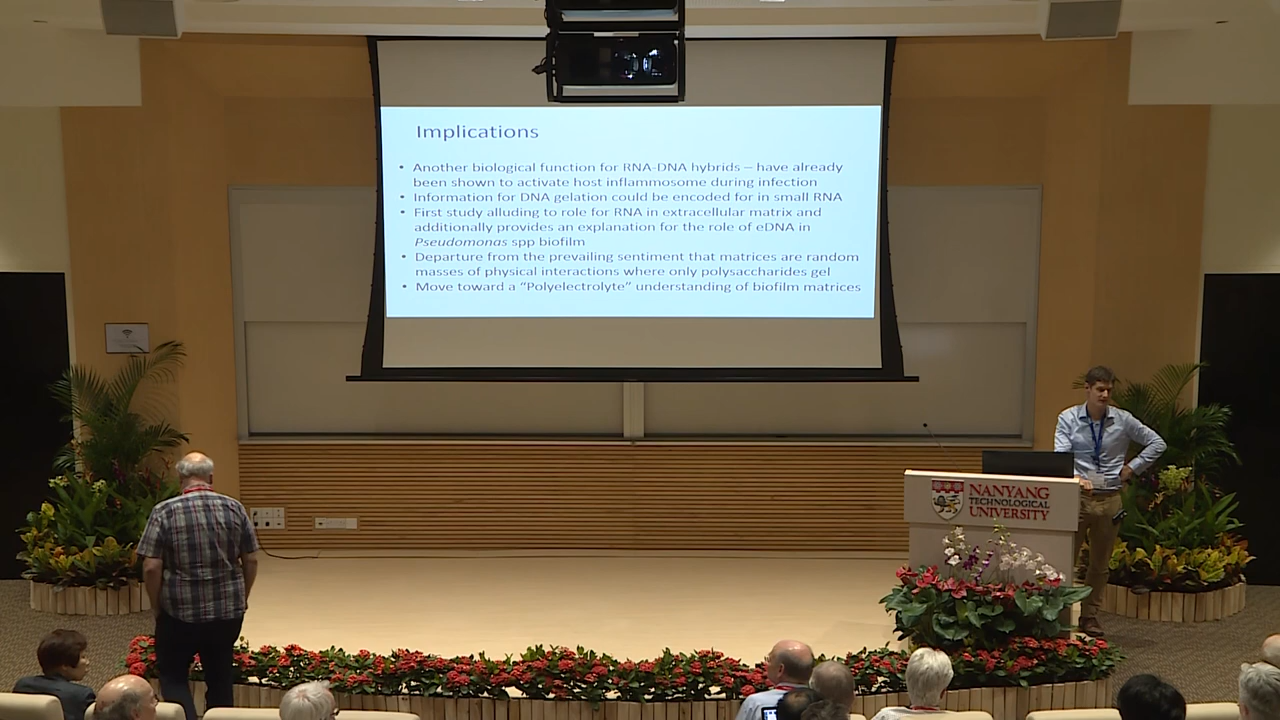 Implications
• Another biological function for RNA-DNA hybrids – have already
been shown to activate host inflammosome during infection
• Information for DNA gelation could be encoded for in small RNA
• First study alluding to role for RNA in extracellular matrix and
additionally provides an explanation for the role of eDNA in
Pseudomonas spp biofilm
• Departure from the prevailing sentiment that matrices are random
masses of physical interactions where only polysaccharides gel
• Move toward a “Polyelectrolyte” understanding of biofilm matrices
NANYANG
TECHNOLOGICAL
UNIVERSITY